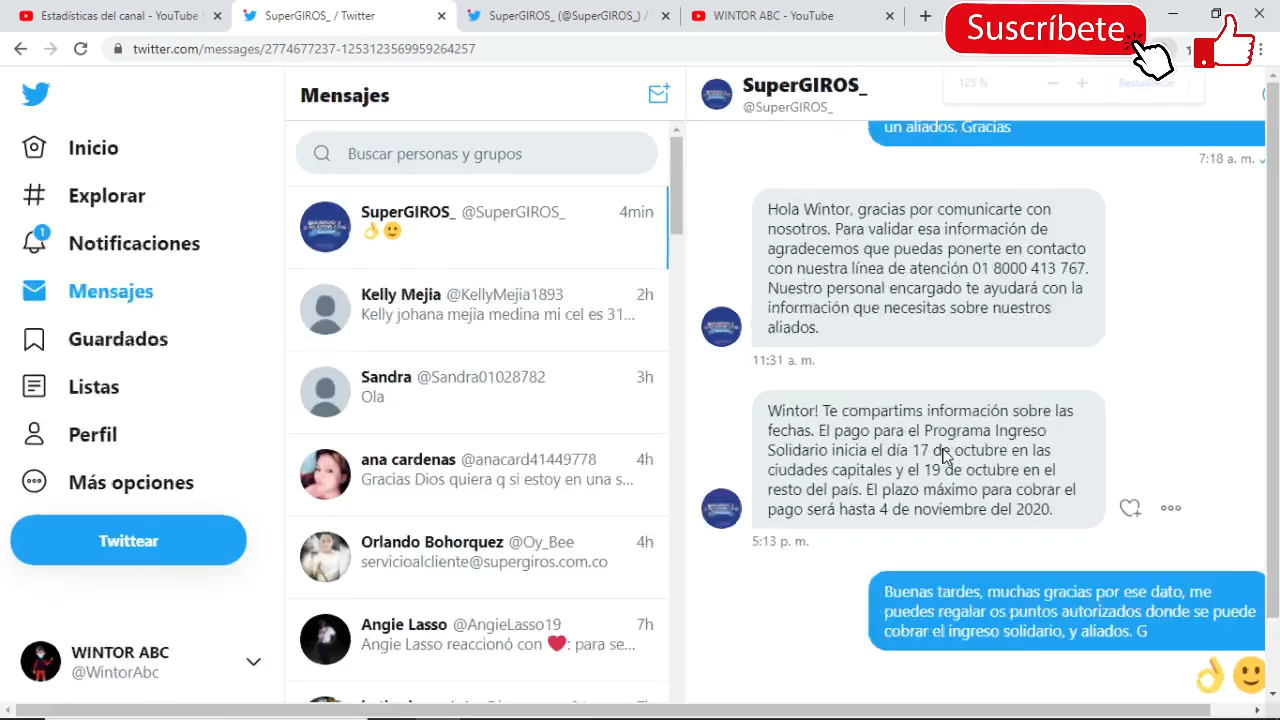 Estadísticas del canal - YouTube S
SuperGIROS_ / Twitter
SuperGIROS_ (@SuperGIROS_) /
WINTOR ABC - YouTube
Suscríbete
twitter.com/messages/2774677237-1253123569959264257
125 %
Restablecer
Inicio
Explorar
1
Notificaciones
Mensajes
Guardados
Listas
Perfil
Más opciones
Twittear
WINTOR ABC
@WintorAbc
Mensajes
Buscar personas y grupos
SuperGIROS_ @SuperGIROS_ 4min
👌🙂
Kelly Mejia @KellyMejia1893 2h
Kelly johana mejia medina mi cel es 31...
Sandra @Sandra01028782 3h
Ola
ana cardenas @anacard41449778 4h
Gracias Dios quiera q si estoy en una s...
Orlando Bohorquez @Oy_Bee 4h
servicioalcliente@supergiros.com.co
Angie Lasso @AngieLasso19 7h
Angie Lasso reaccionó con ❤: para se...
SuperGIROS_
@SuperGIROS_
un aliados. Gracias
7:18 a. m.
Hola Wintor, gracias por comunicarte con
nosotros. Para validar esa información de
agradecemos que puedas ponerte en contacto
con nuestra línea de atención 01 8000 413 767.
Nuestro personal encargado te ayudará con la
información que necesitas sobre nuestros
aliados.
11:31 a. m.
Wintor! Te compartims información sobre las
fechas. El pago para el Programa Ingreso
Solidario inicia el día 17 de octubre en las
ciudades capitales y el 19 de octubre en el
resto del país. El plazo máximo para cobrar el
pago será hasta 4 de noviembre del 2020.
5:13 p. m.
Buenas tardes, muchas gracias por ese dato, me
puedes regalar os puntos autorizados donde se puede
cobrar el ingreso solidario, y aliados. G
👌🙂